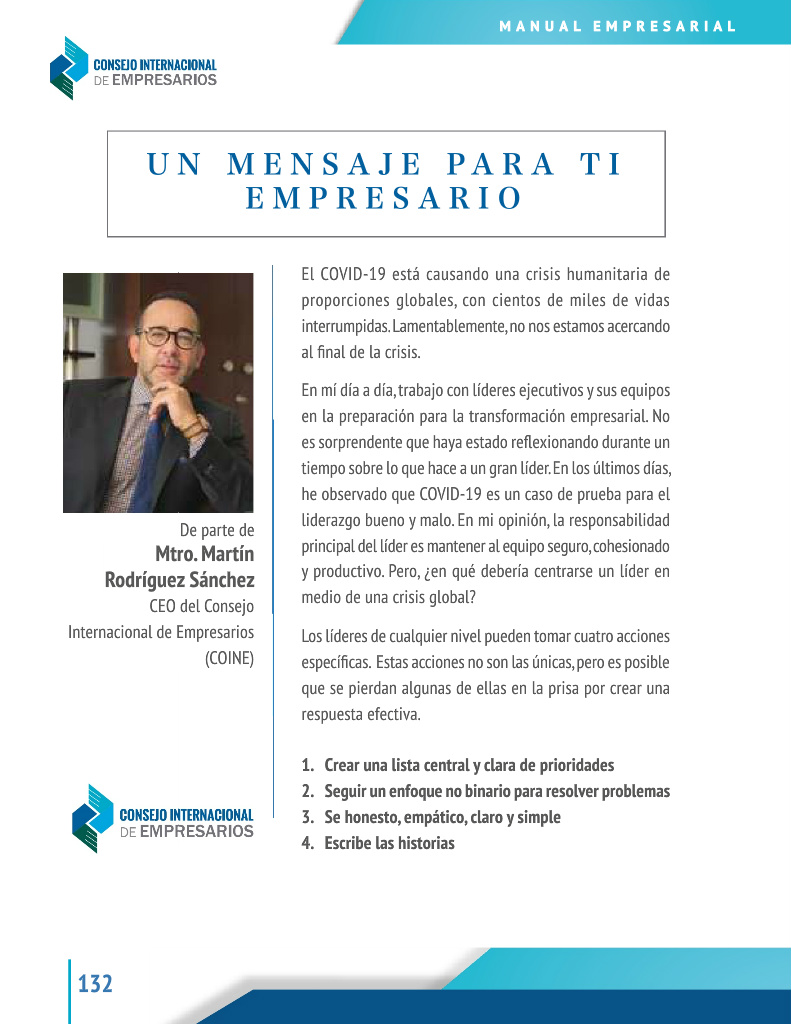 MANUAL EMPRESARIAL
CONSEJO INTERNACIONAL
DE EMPRESARIOS
UN MENSAJE PARA TI
EMPRESARIO
De parte de
Mtro. Martín
Rodríguez Sánchez
CEO del Consejo
Internacional de Empresarios
(COINE)
CONSEJO INTERNACIONAL
DE EMPRESARIOS
El COVID-19 está causando una crisis humanitaria de
proporciones globales, con cientos de miles de vidas
interrumpidas. Lamentablemente, no nos estamos acercando
al final de la crisis.
En mí día a día, trabajo con líderes ejecutivos y sus equipos
en la preparación para la transformación empresarial. No
es sorprendente que haya estado reflexionando durante un
tiempo sobre lo que hace a un gran líder. En los últimos días,
he observado que COVID-19 es un caso de prueba para el
liderazgo bueno y malo. En mi opinión, la responsabilidad
principal del líder es mantener al equipo seguro, cohesionado
y productivo. Pero, ¿en qué debería centrarse un líder en
medio de una crisis global?
Los líderes de cualquier nivel pueden tomar cuatro acciones
específicas. Estas acciones no son las únicas, pero es posible
que se pierdan algunas de ellas en la prisa por crear una
respuesta efectiva.
1. Crear una lista central y clara de prioridades
2. Seguir un enfoque no binario para resolver problemas
3. Se honesto, empático, claro y simple
4. Escribe las historias
132